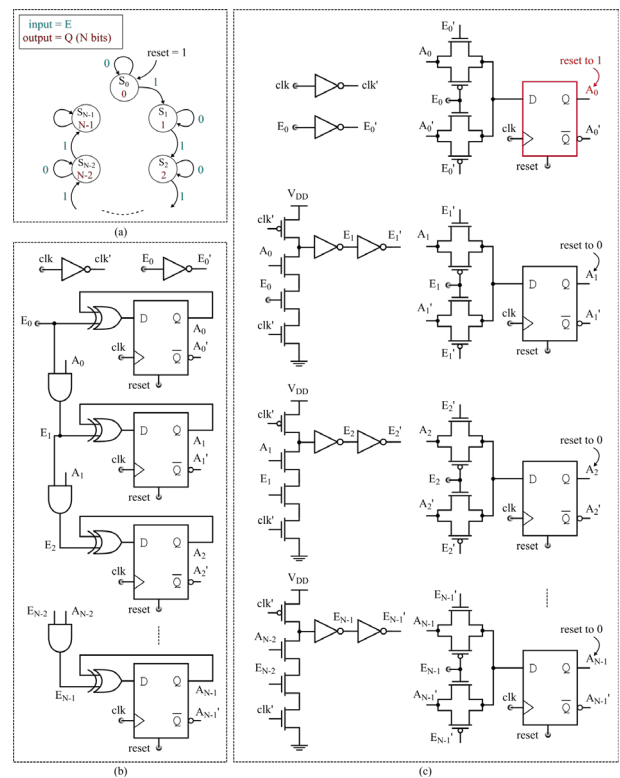 input = E
output = Q (N bits)
reset = 1
0
S0
0
1
SN-1
N-1
S1
1
0
1
1
0
SN-2
N-2
S2
2
0
1
1
(a)
clk
clk'
E0
E0'
E0
D
Q
A0
clk
Q
A0'
reset
A0
E1
D
Q
A1
clk
Q
A1'
reset
A1
E2
D
Q
A2
clk
Q
A2'
reset
EN-2
AN-2
EN-1
D
Q
AN-1
clk
Q
AN-1'
reset
(b)
clk
clk'
E0
E0'
E0'
A0
E0
A0'
E0'
reset to 1
D
Q
A0
clk
Q
A0'
reset
VDD
clk'
A0
E0
clk'
E1
E1'
E1'
A1
E1
A1'
E1'
reset to 0
D
Q
A1
clk
Q
A1'
reset
VDD
clk'
A1
E1
clk'
E2
E2'
E2'
A2
E2
A2'
E2'
reset to 0
D
Q
A2
clk
Q
A2'
reset
VDD
clk'
AN-2
EN-2
clk'
EN-1
EN-1'
EN-1'
AN-1
EN-1
AN-1'
EN-1'
reset to 0
D
Q
AN-1
clk
Q
AN-1'
reset
(c)